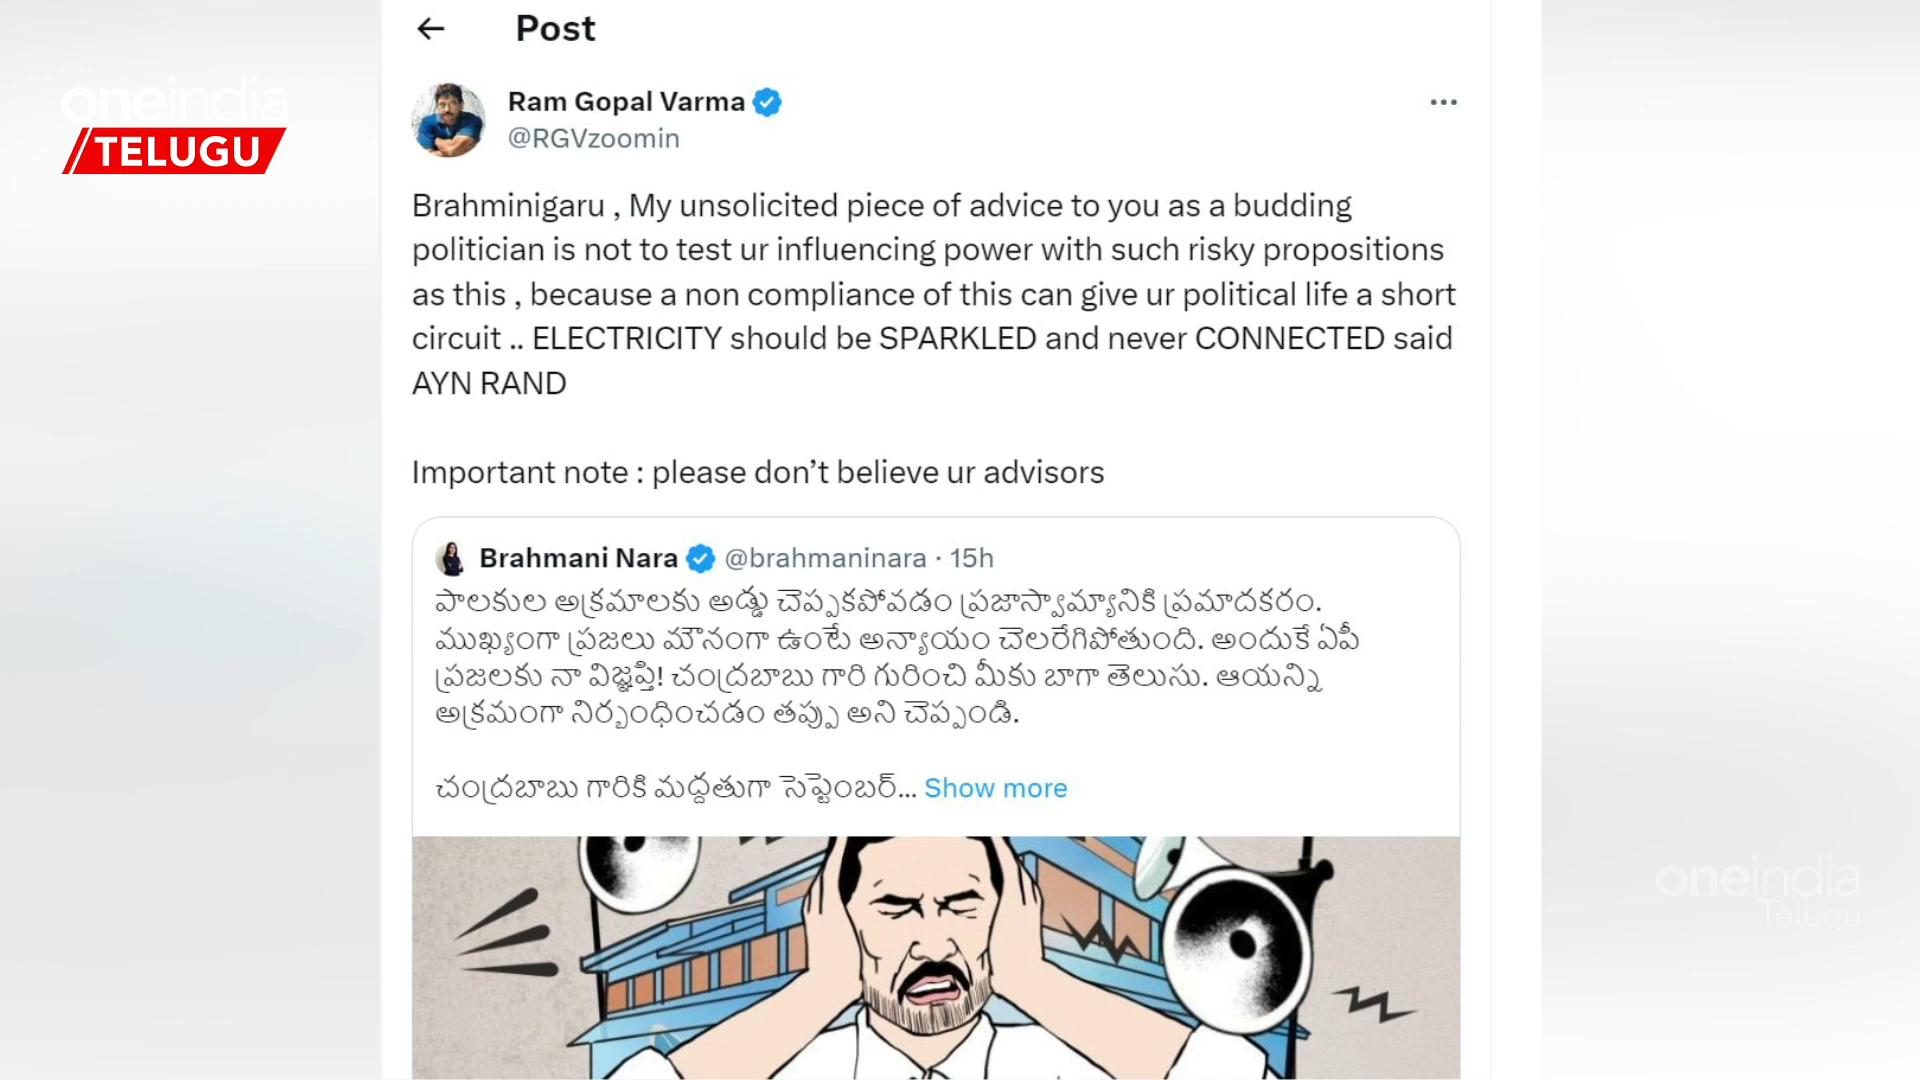 Post
oneindia
TELUGU
Ram Gopal Varma
@RGVzoomin
Brahminigaru , My unsolicited piece of advice to you as a budding
politician is not to test ur influencing power with such risky propositions
as this , because a non compliance of this can give ur political life a short
circuit .. ELECTRICITY should be SPARKLED and never CONNECTED said
AYN RAND
Important note : please don’t believe ur advisors
Brahmani Nara @brahmaninara · 15h
పాలకుల అక్రమాలకు అడ్డు చెప్పకపోవడం ప్రజాస్వామ్యానికి ప్రమాదకరం.
ముఖ్యంగా ప్రజలు మౌనంగా ఉంటే అన్యాయం చెలరేగిపోతుంది. అందుకే ఏపీ
ప్రజలకు నా విజ్ఞప్తి! చంద్రబాబు గారి గురించి మీకు బాగా తెలుసు. ఆయన్ని
అక్రమంగా నిర్బంధించడం తప్పు అని చెప్పండి.
చంద్రబాబు గారికి మద్దతుగా సెప్టెంబర్... Show more
oneindia
Telugu